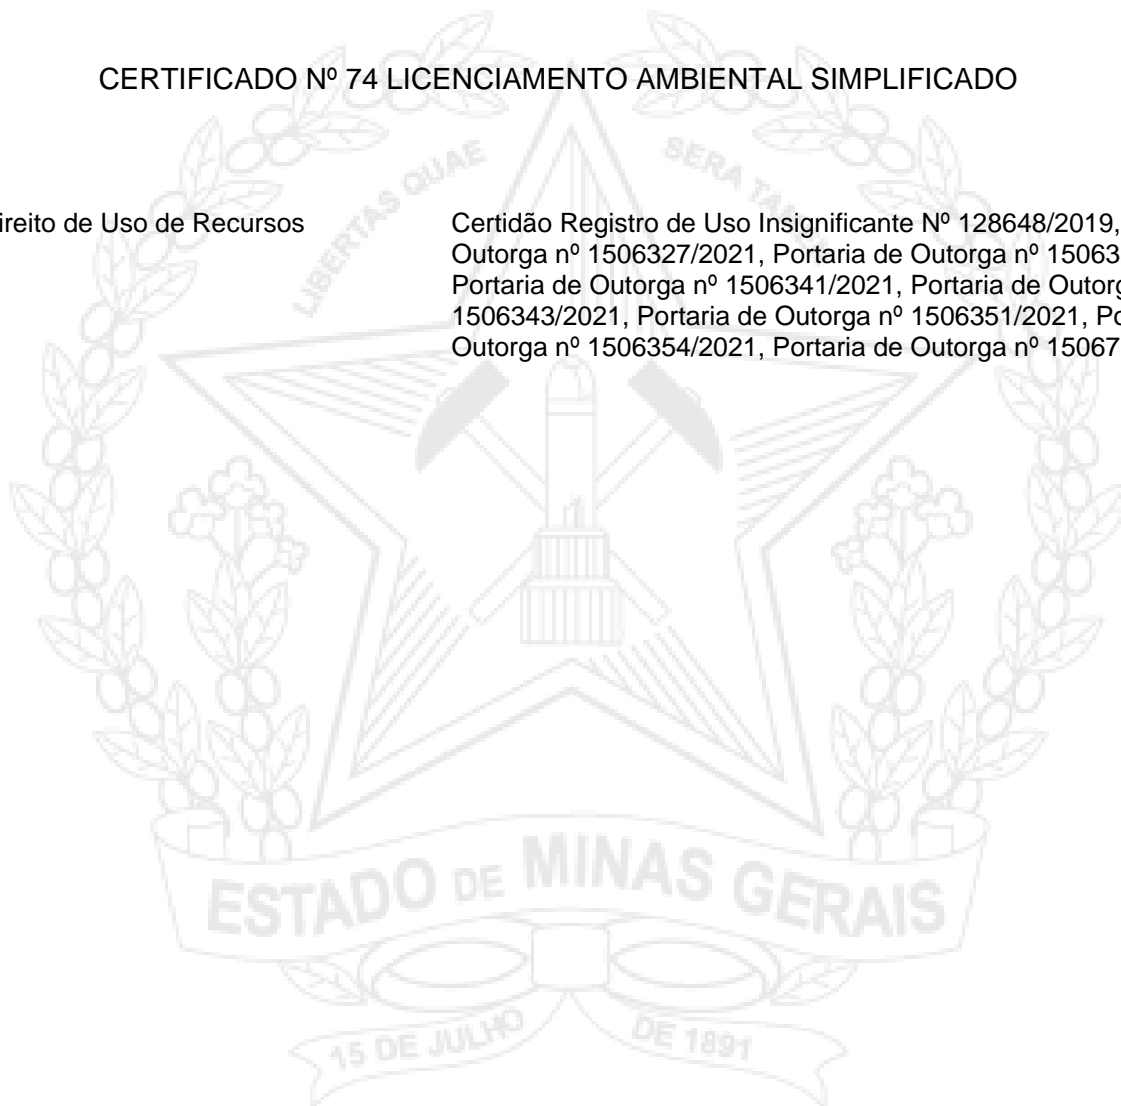 CERTIFICADO Nº 74 LICENCIAMENTO AMBIENTAL SIMPLIFICADO
LIBERTAS QUAE SERA TAMEN
ireito de Uso de Recursos
Certidão Registro de Uso Insignificante Nº 128648/2019,
Outorga nº 1506327/2021, Portaria de Outorga nº 15063
Portaria de Outorga nº 1506341/2021, Portaria de Outorg
1506343/2021, Portaria de Outorga nº 1506351/2021, Po
Outorga nº 1506354/2021, Portaria de Outorga nº 15067
ESTADO DE MINAS GERAIS
15 DE JULHO DE 1891